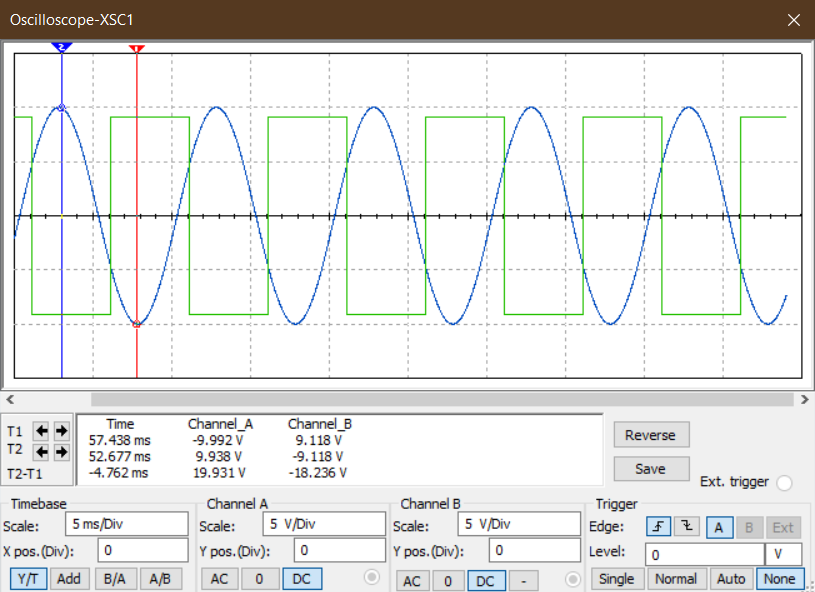 Oscilloscope-XSC1
2 1
T1
T2
T2-T1
Time Channel_A Channel_B
57.438 ms -9.992 V 9.118 V
52.677 ms 9.938 V -9.118 V
-4.762 ms 19.931 V -18.236 V
Reverse
Save
Ext. trigger
Timebase
Scale: 5 ms/Div
X pos.(Div): 0
Y/T Add B/A A/B
Channel A
Scale: 5 V/Div
Y pos.(Div): 0
AC 0 DC
Channel B
Scale: 5 V/Div
Y pos.(Div): 0
AC 0 DC -
Trigger
Edge: A B Ext
Level: 0 V
Single Normal Auto None